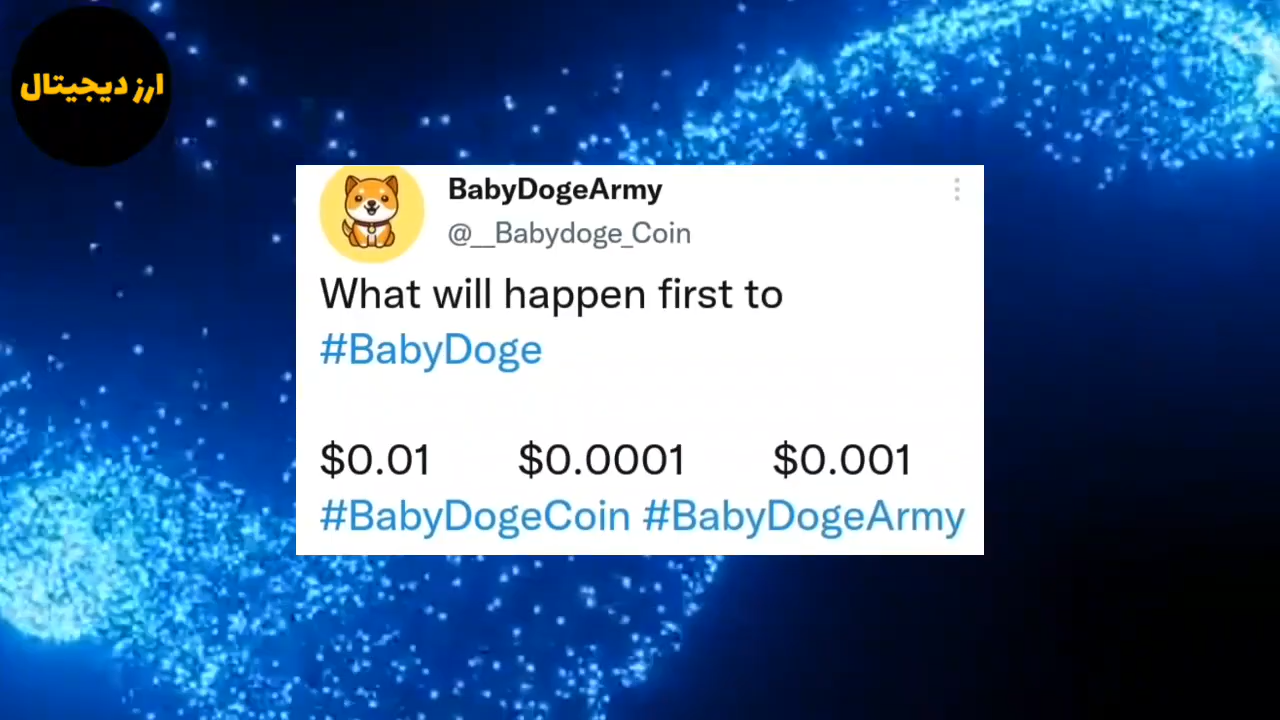 ارز دیجیتال
BabyDogeArmy
@__Babydoge_Coin
What will happen first to
#BabyDoge
$0.01 $0.0001 $0.001
#BabyDogeCoin #BabyDogeArmy